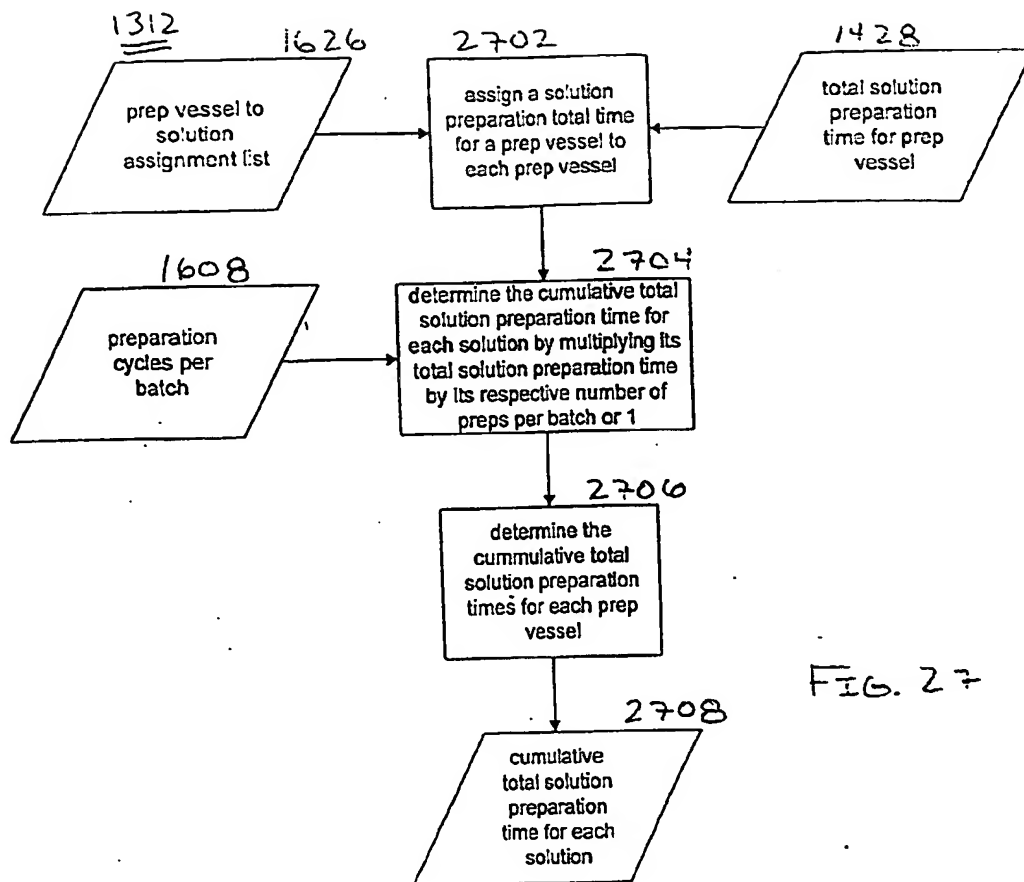 1312
1626
2702
1428
prep vessel to
solution
assignment list
assign a solution
preparation total time
for a prep vessel to
each prep vessel
total solution
preparation
time for prep
vessel
1608
2704
preparation
cycles per
batch
determine the cumulative total
solution preparation time for
each solution by multiplying its
total solution preparation time
by its respective number of
preps per batch or 1
2706
determine the
cummulative total
solution preparation
times for each prep
vessel
FIG. 27
2708
cumulative
total solution
preparation
time for each
solution